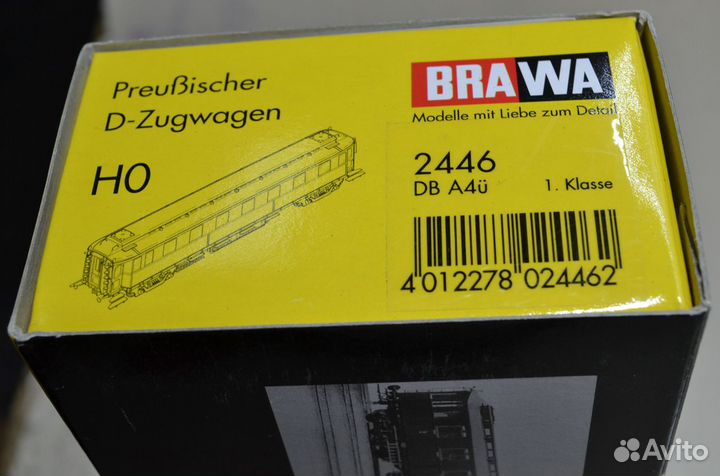 Preußischer
D-Zugwagen
H0
BRAWA
Modelle mit Liebe zum Detail
2446
DB A4ü 1. Klasse
4 012278 024462
Avito